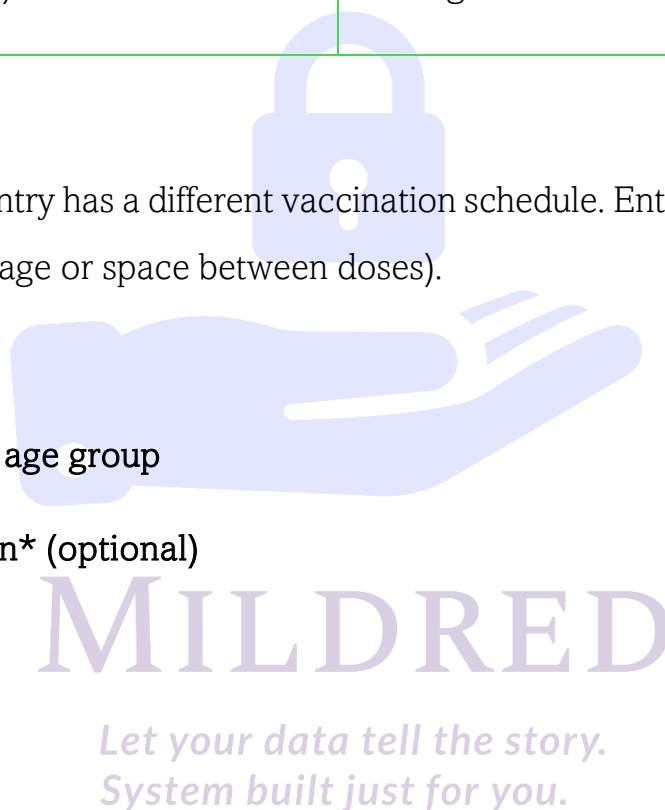 ntry has a different vaccination schedule. Ent
age or space between doses).
age group
n* (optional)
MILDRED
Let your data tell the story.
System built just for you.